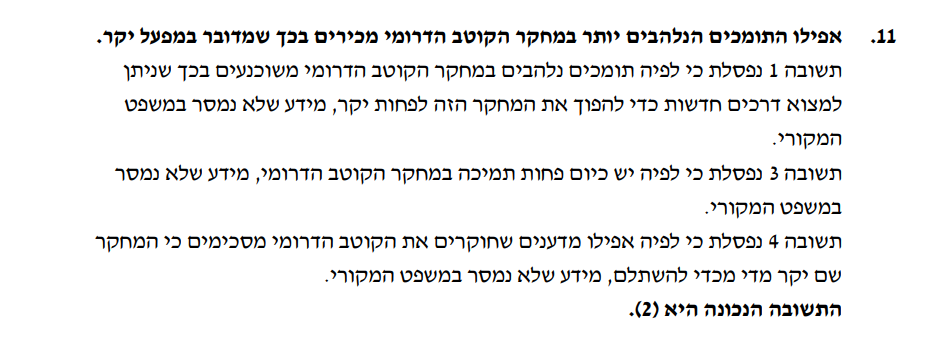 11. אפילו התומכים הנלהבים יותר במחקר הקוטב הדרומי מכירים בכך שמדובר במפעל יקר.
תשובה 1 נפסלת כי לפיה תומכים נלהבים במחקר הקוטב הדרומי משוכנעים בכך שניתן
למצוא דרכים חדשות כדי להפוך את המחקר הזה לפחות יקר, מידע שלא נמסר במשפט
המקורי.
תשובה 3 נפסלת כי לפיה יש כיום פחות תמיכה במחקר הקוטב הדרומי, מידע שלא נמסר
במשפט המקורי.
תשובה 4 נפסלת כי לפיה אפילו מדענים שחוקרים את הקוטב הדרומי מסכימים כי המחקר
שם יקר מדי מכדי להשתלם, מידע שלא נמסר במשפט המקורי.
התשובה הנכונה היא (2).